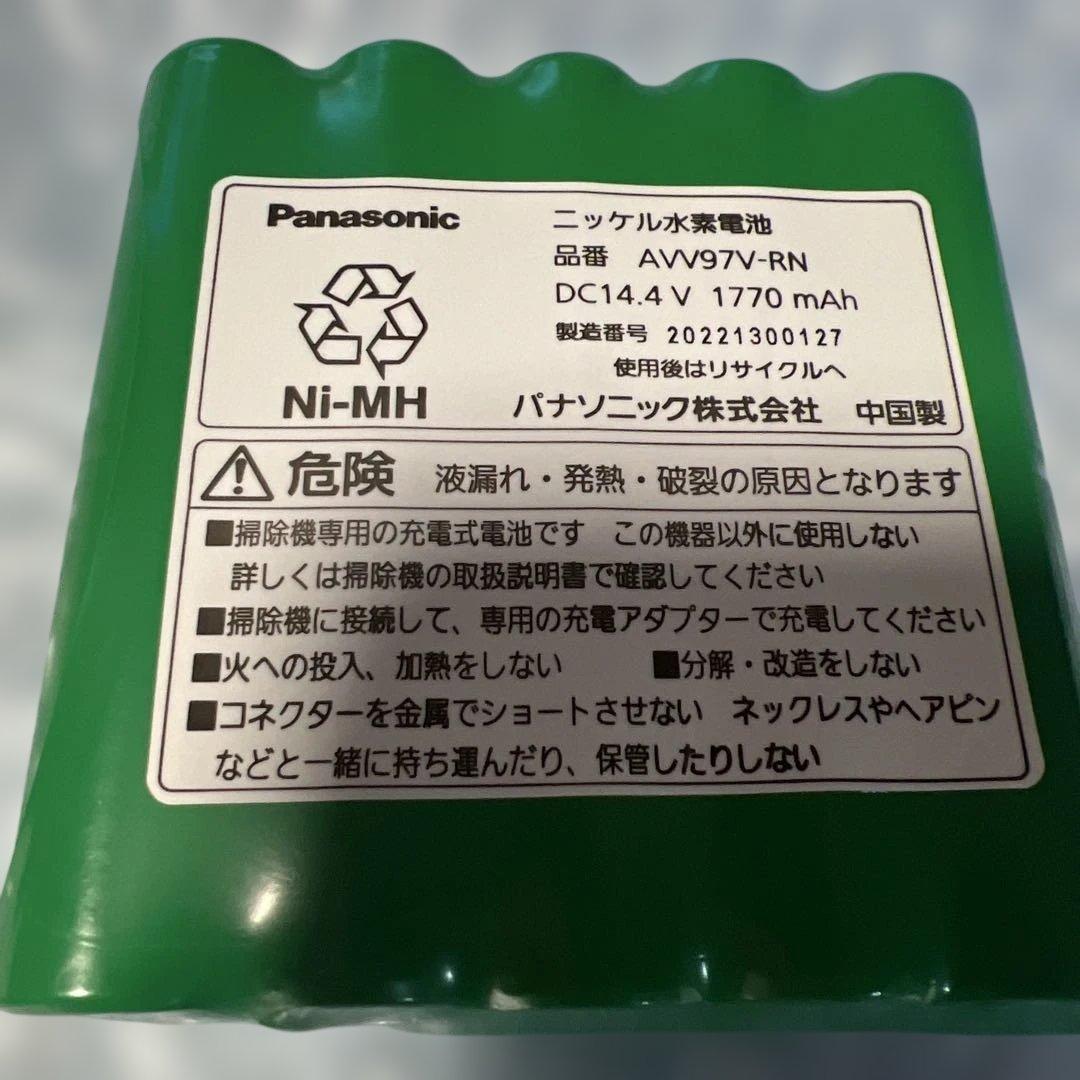 Panasonic
Ni-MH
ニッケル水素電池
品番 AVV97V-RN
DC14.4 V 1770 mAh
製造番号 20221300127
使用後はリサイクルへ
パナソニック株式会社 中国製
危険 液漏れ・発熱・破裂の原因となります
■掃除機専用の充電式電池です この機器以外に使用しない
詳しくは掃除機の取扱説明書で確認してください
■掃除機に接続して、専用の充電アダプターで充電してください
■火への投入、加熱をしない ■分解・改造をしない
■コネクターを金属でショートさせない ネックレスやヘアピン
などと一緒に持ち運んだり、保管したりしない